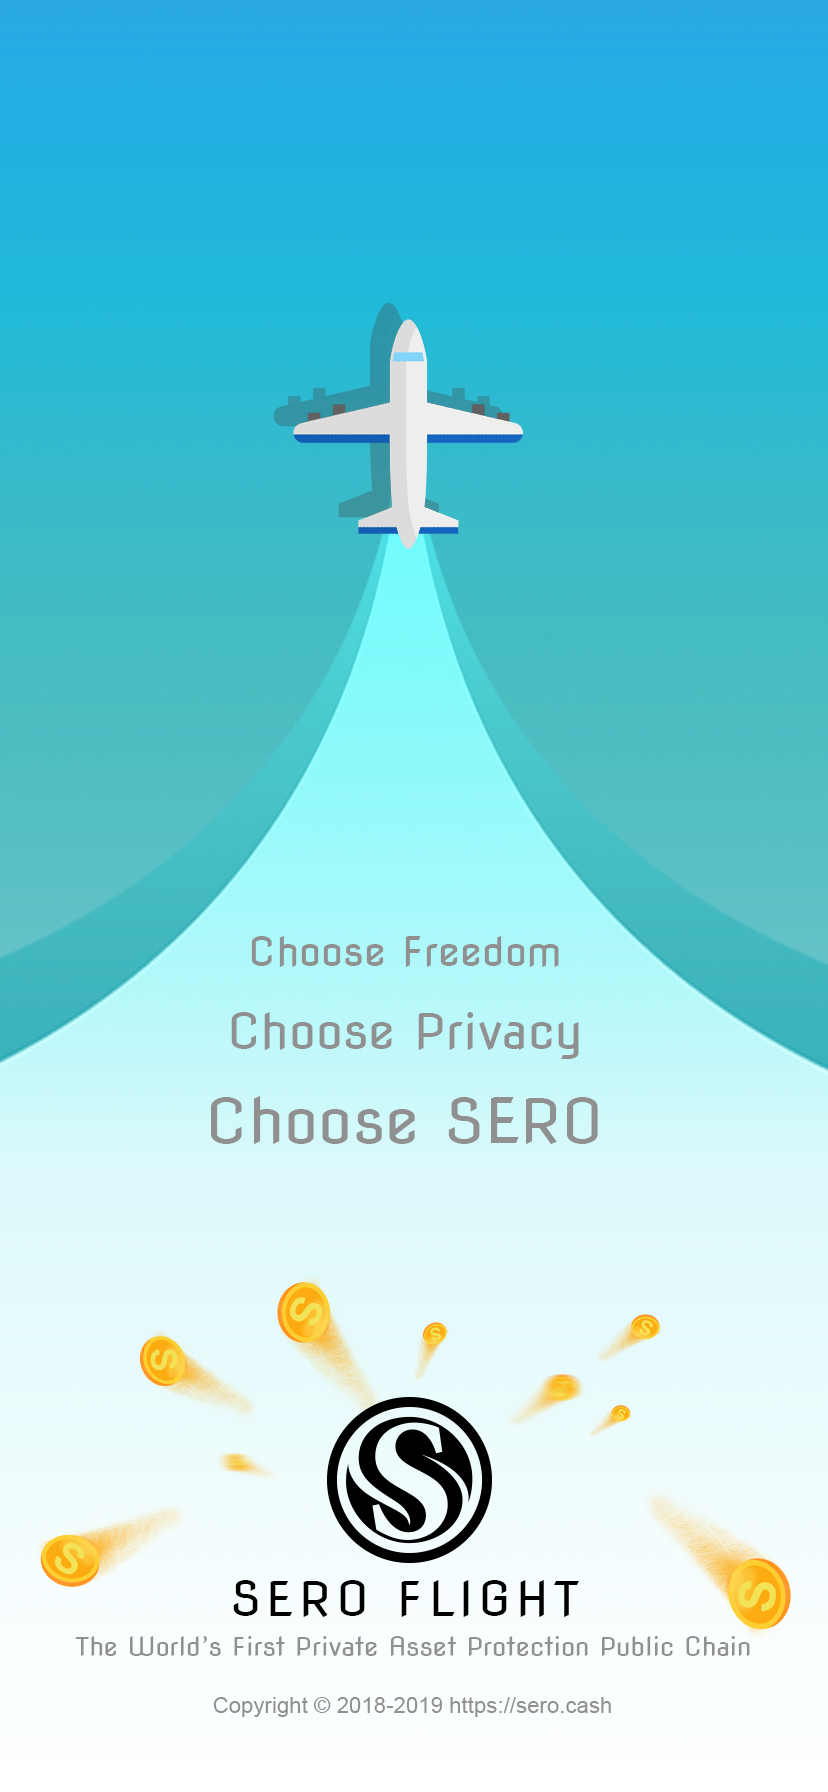 Choose Freedom
Choose Privacy
Choose SERO
SERO FLIGHT
The World's First Private Asset Protection Public Chain
Copyright © 2018-2019 https://sero.cash